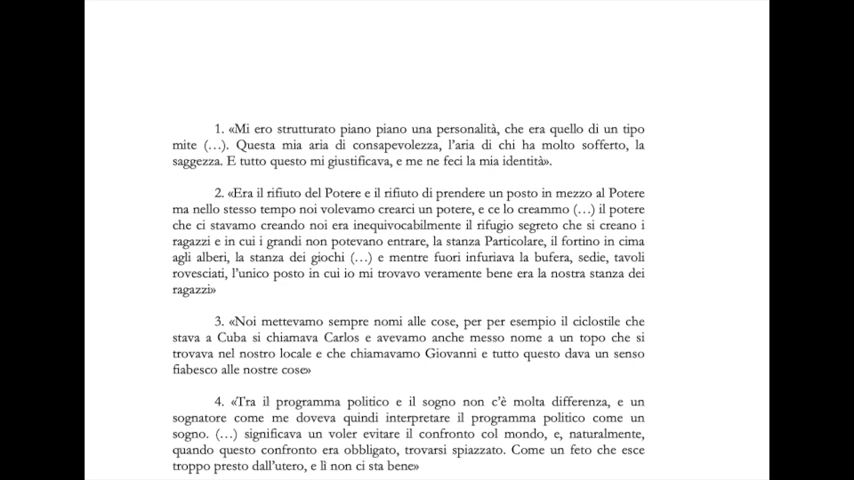 1. «Mi ero strutturato piano piano una personalità, che era quello di un tipo
mite (…). Questa mia aria di consapevolezza, l'aria di chi ha molto sofferto, la
saggezza. E tutto questo mi giustificava, e me ne feci la mia identità».
2. «Era il rifiuto del Potere e il rifiuto di prendere un posto in mezzo al Potere
ma nello stesso tempo noi volevamo crearci un potere, e ce lo creammo (…) il potere
che ci stavamo creando noi era inequivocabilmente il rifugio segreto che si creano i
ragazzi e in cui i grandi non potevano entrare, la stanza Particolare, il fortino in cima
agli alberi, la stanza dei giochi (…) e mentre fuori infuriava la bufera, sedie, tavoli
rovesciati, l'unico posto in cui io mi trovavo veramente bene era la nostra stanza dei
ragazzi»
3. «Noi mettevamo sempre nomi alle cose, per per esempio il ciclostile che
stava a Cuba si chiamava Carlos e avevamo anche messo nome a un topo che si
trovava nel nostro locale e che chiamavamo Giovanni e tutto questo dava un senso
fiabesco alle nostre cose»
4. «Tra il programma politico e il sogno non c'è molta differenza, e un
sognatore come me doveva quindi interpretare il programma politico come un
sogno. (…) significava un voler evitare il confronto col mondo, e, naturalmente,
quando questo confronto era obbligato, trovarsi spiazzato. Come un feto che esce
troppo presto dall'utero, e lì non ci sta bene»